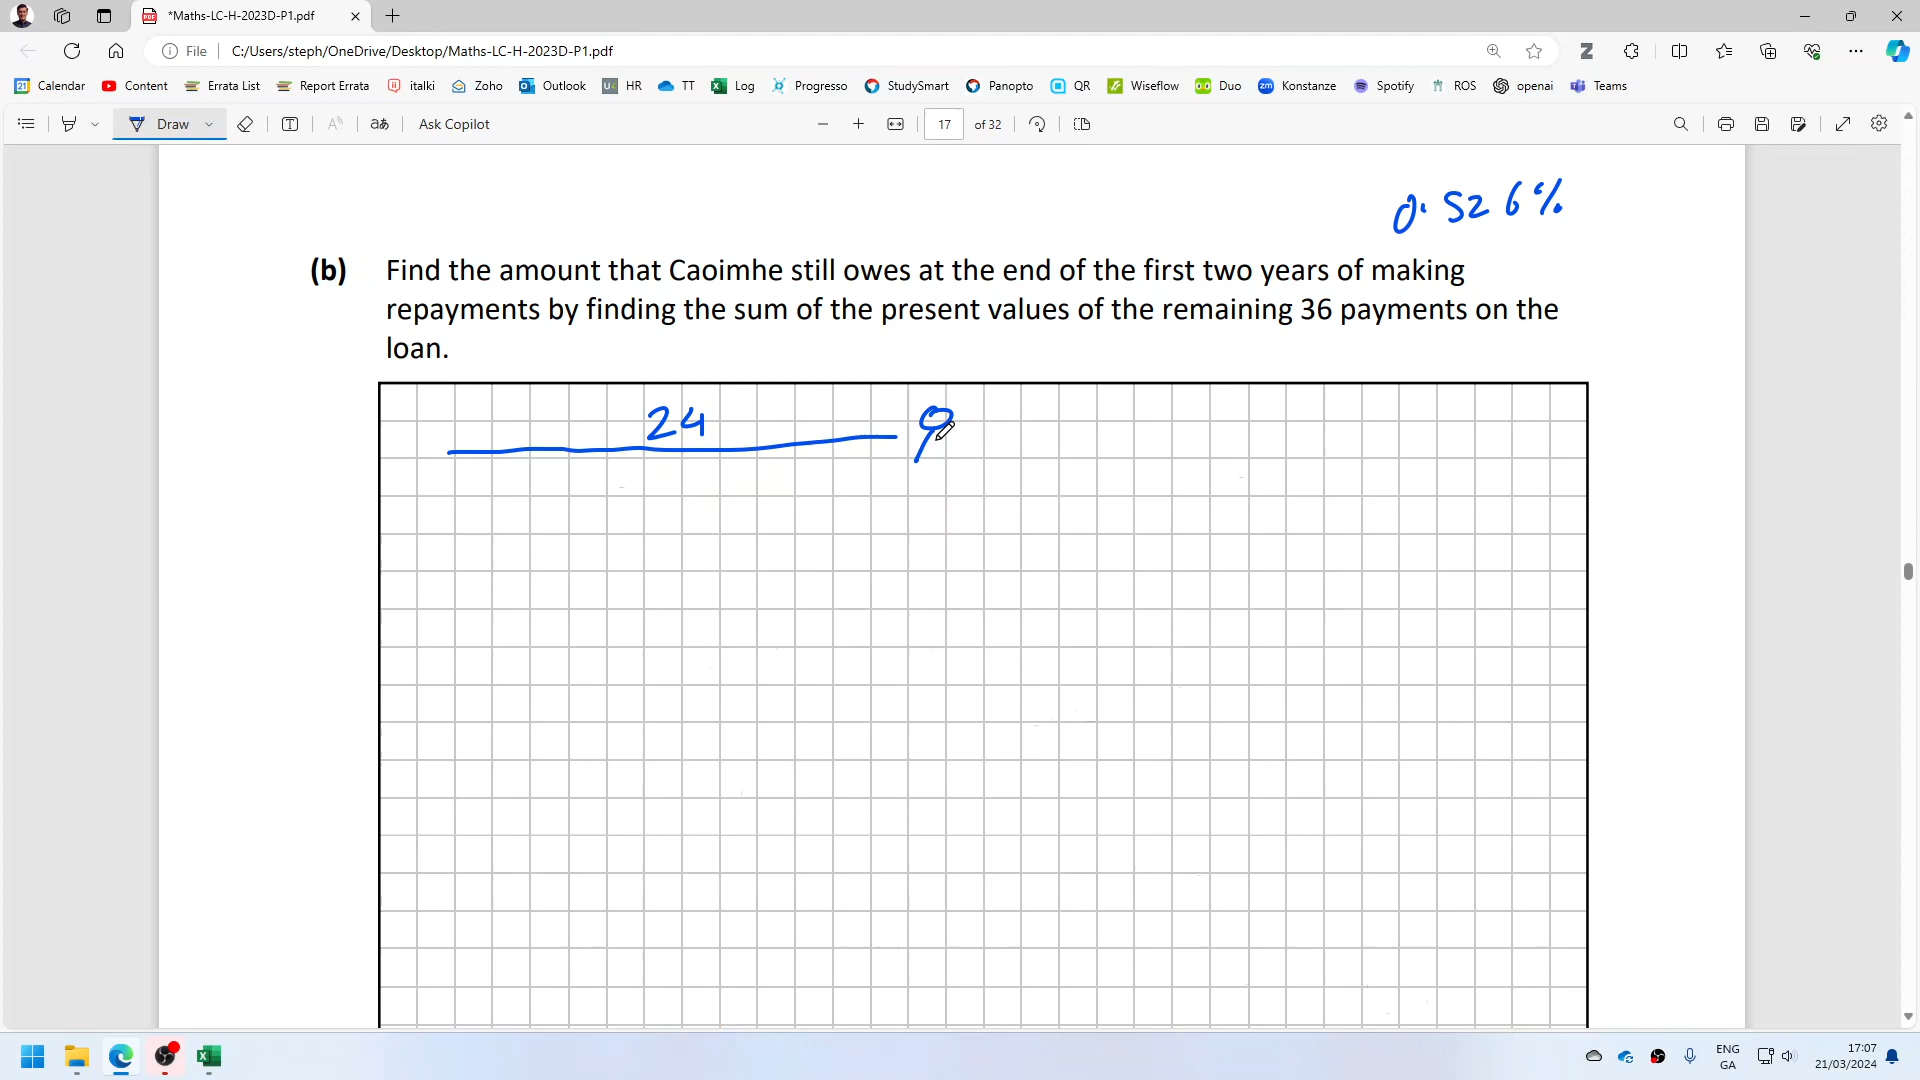 *Maths-LC-H-2023D-P1.pdf
File C:/Users/steph/OneDrive/Desktop/Maths-LC-H-2023D-P1.pdf
Calendar Content Errata List Report Errata italki Zoho Outlook HR TT Log Progresso StudySmart Panopto QR Wiseflow Duo Konstanze Spotify ROS openai Teams
Draw Ask Copilot 17 of 32
0.526%
(b) Find the amount that Caoimhe still owes at the end of the first two years of making
repayments by finding the sum of the present values of the remaining 36 payments on the
loan.
24
ENG 17:07
GA 21/03/2024